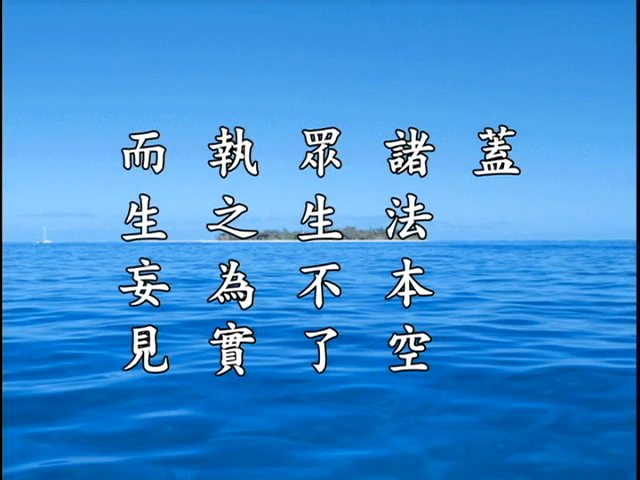 蓋
諸法本空
眾生不了
執之為實
而生妄見